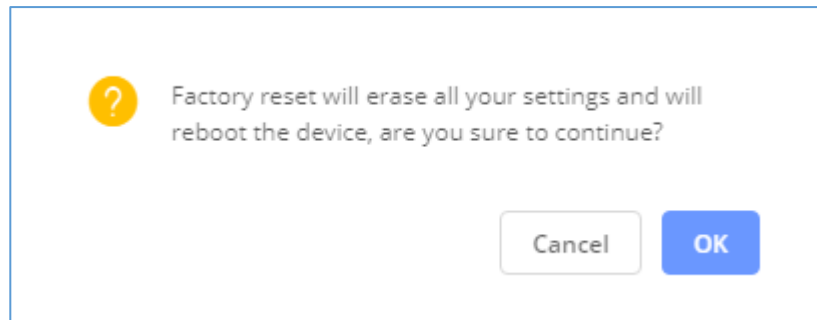 Factory reset will erase all your settings and will
reboot the device, are you sure to continue?
Cancel OK